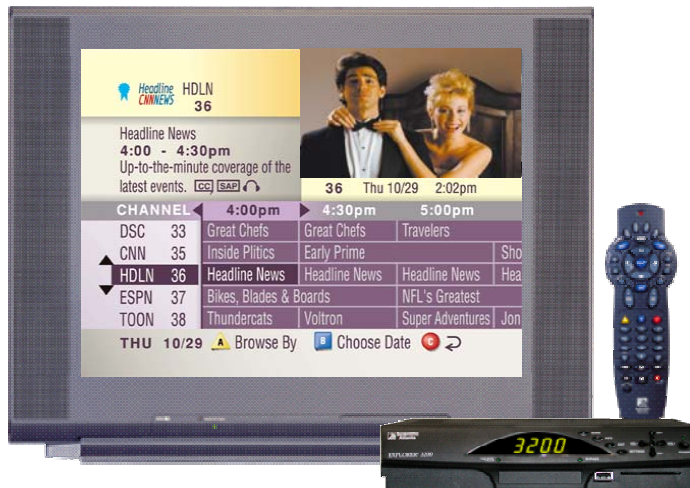 Headline
CNN NEWS
HDLN
36
Headline News
4:00 - 4:30pm
Up-to-the-minute coverage of the
latest events. CC SAP
36 Thu 10/29 2:02pm
CHANNEL 4:00pm 4:30pm 5:00pm
DSC 33 Great Chefs Great Chefs Travelers
CNN 35 Inside Plitics Early Prime Sho
HDLN 36 Headline News Headline News Headline News Hea
ESPN 37 Bikes, Blades & Boards NFL's Greatest
TOON 38 Thundercats Voltron Super Adventures Jon
THU 10/29 A Browse By B Choose Date C
Scientific
Atlanta
3200
EXPLORER 3200